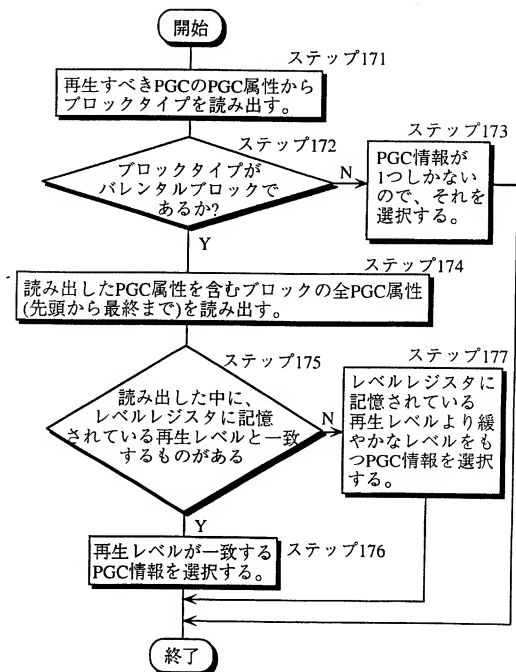 開始
ステップ171
再生すべきPGCのPGC属性から
ブロックタイプを読み出す。
ステップ172
ブロックタイプが
バレンタルブロックで
あるか?
N
Y
ステップ173
PGC情報が
1つしかない
ので、それを
選択する。
ステップ174
読み出したPGC属性を含むブロックの全PGC属性
(先頭から最終まで)を読み出す。
ステップ175
読み出した中に、
レベルレジスタに記憶
されている再生レベルと一致
するものがある
N
Y
ステップ177
レベルレジスタに
記憶されている
再生レベルより緩
やかなレベルをも
つPGC情報を選択
する。
再生レベルが一致する
PGC情報を選択する。
ステップ176
終了